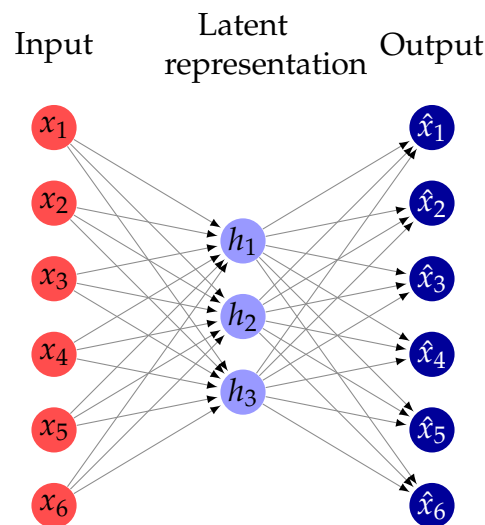 Input
Latent
representation
Output
x₁
x₂
x₃
x₄
x₅
x₆
h₁
h₂
h₃
x̂₁
x̂₂
x̂₃
x̂₄
x̂₅
x̂₆